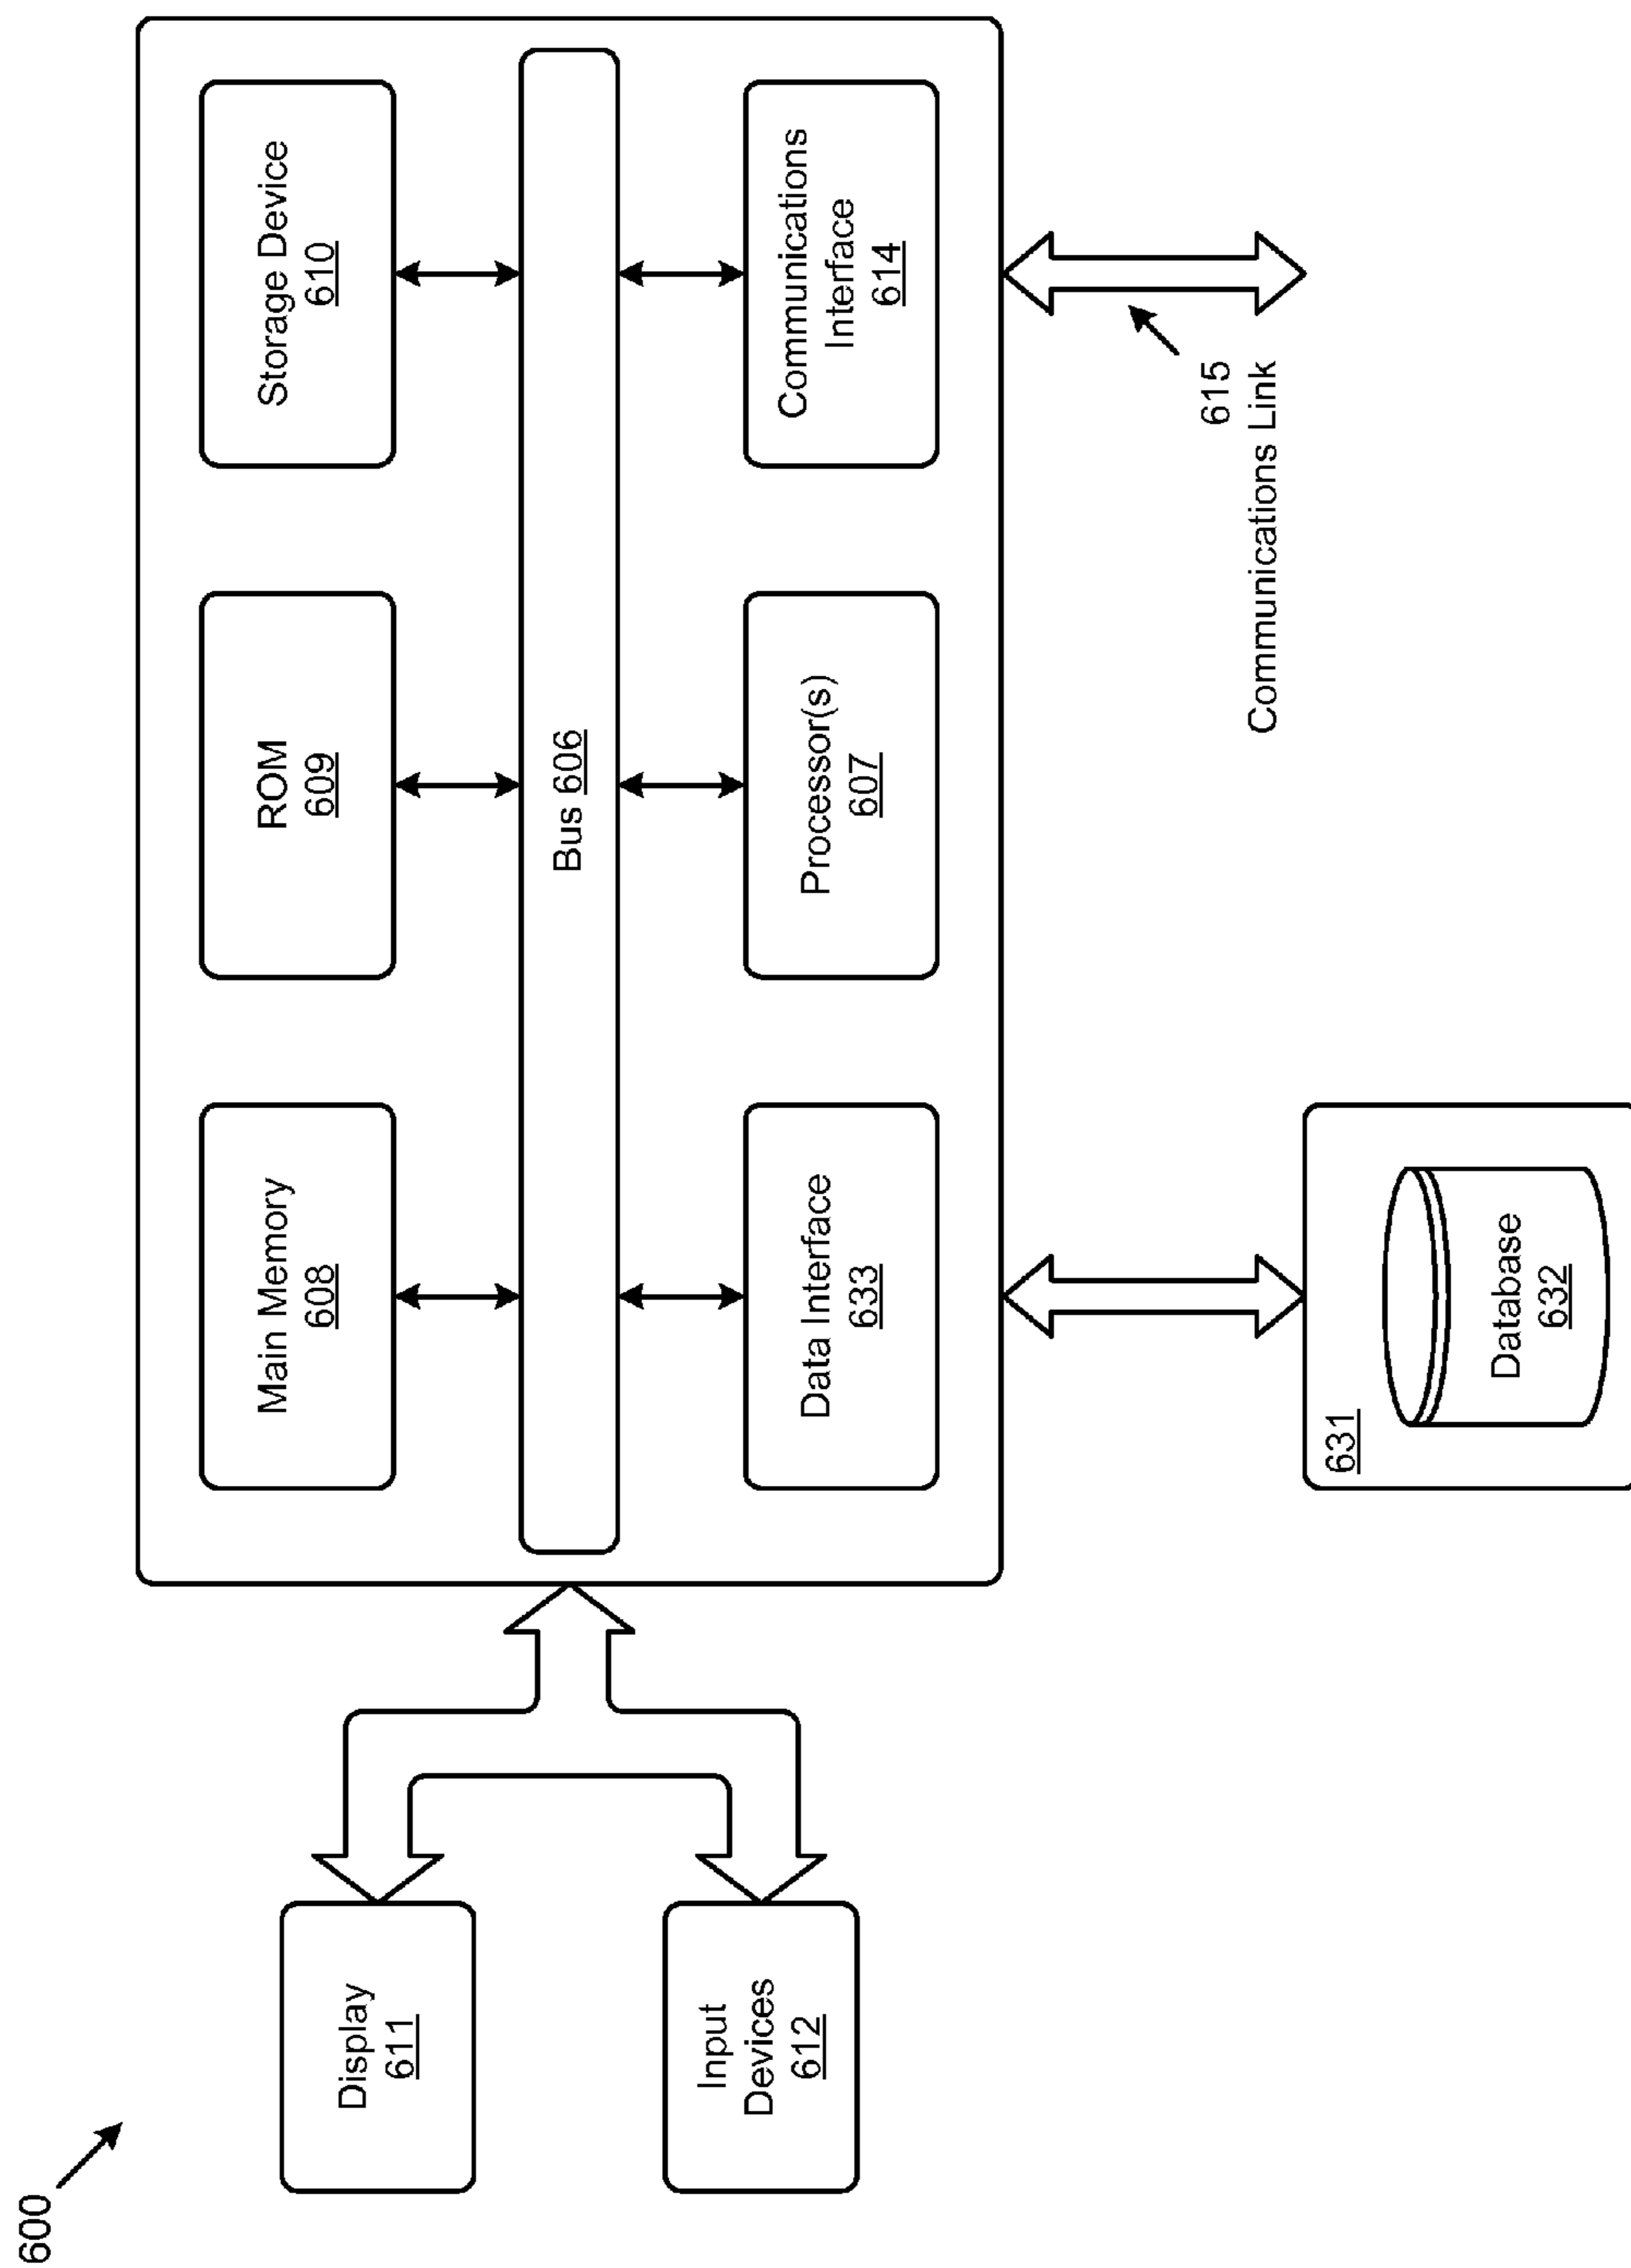 600
Display
611
Input
Devices
612
Main Memory
608
ROM
609
Storage Device
610
Bus 606
Data Interface
633
Processor(s)
607
Communications
Interface
614
631
Database
632
615
Communications Link